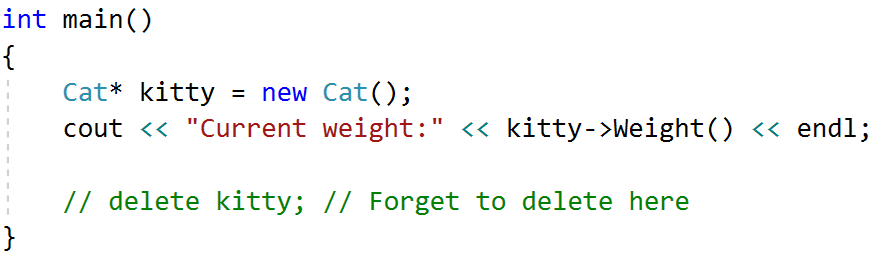 int main()
{
    Cat* kitty = new Cat();
    cout << "Current weight:" << kitty->Weight() << endl;
    // delete kitty; // Forget to delete here
}